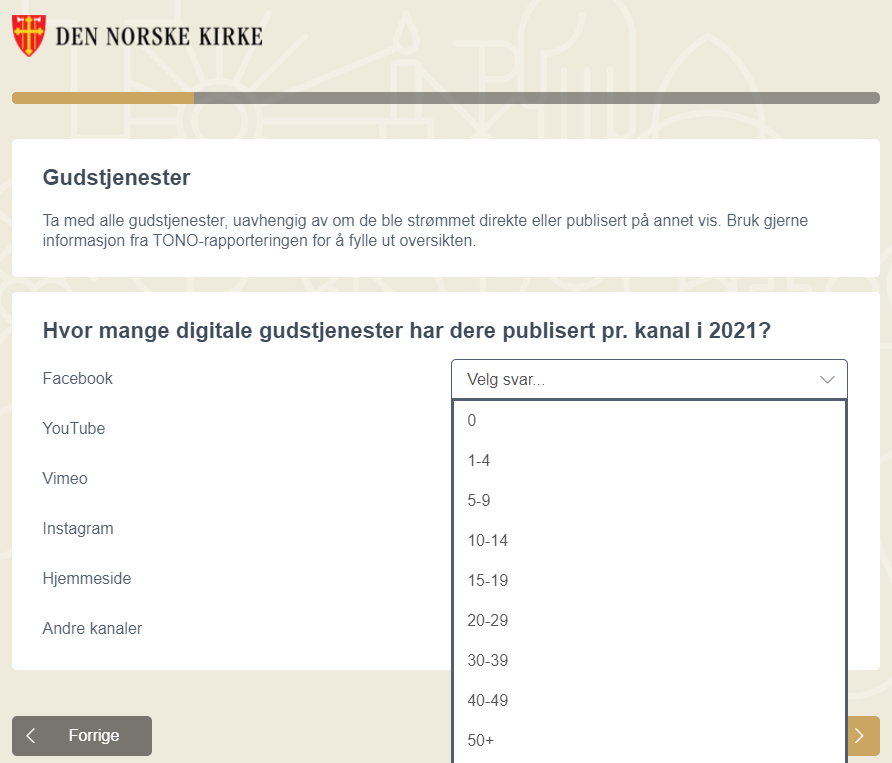 DEN NORSKE KIRKE
Gudstjenester
Ta med alle gudstjenester, uavhengig av om de ble strømmet direkte eller publisert på annet vis. Bruk gjerne
informasjon fra TONO-rapporteringen for å fylle ut oversikten.
Hvor mange digitale gudstjenester har dere publisert pr. kanal i 2021?
Facebook
Velg svar...
0
YouTube
1-4
Vimeo
5-9
Instagram
10-14
Hjemmeside
15-19
Andre kanaler
20-29
30-39
40-49
50+
Forrige